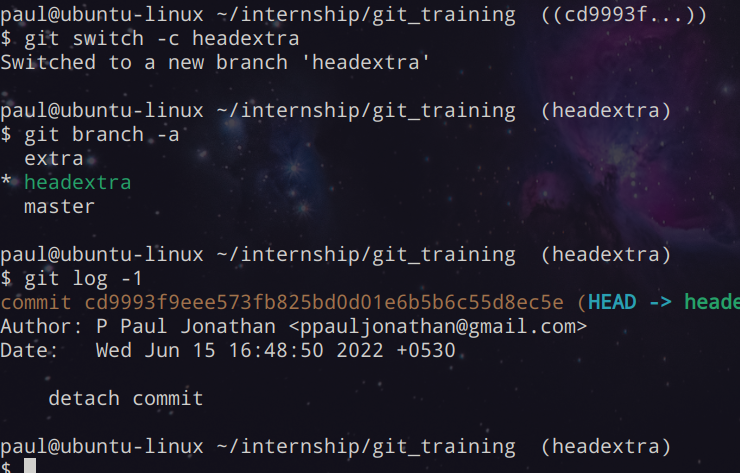 paul@ubuntu-linux ~/internship/git_training  ((cd9993f...))
$ git switch -c headextra
Switched to a new branch 'headextra'
paul@ubuntu-linux ~/internship/git_training  (headextra)
$ git branch -a
  extra
* headextra
  master
paul@ubuntu-linux ~/internship/git_training  (headextra)
$ git log -1
commit cd9993f9eee573fb825bd0d01e6b5b6c55d8ec5e (HEAD -> heade
Author: P Paul Jonathan <ppauljonathan@gmail.com>
Date:   Wed Jun 15 16:48:50 2022 +0530
    detach commit
paul@ubuntu-linux ~/internship/git_training  (headextra)
$